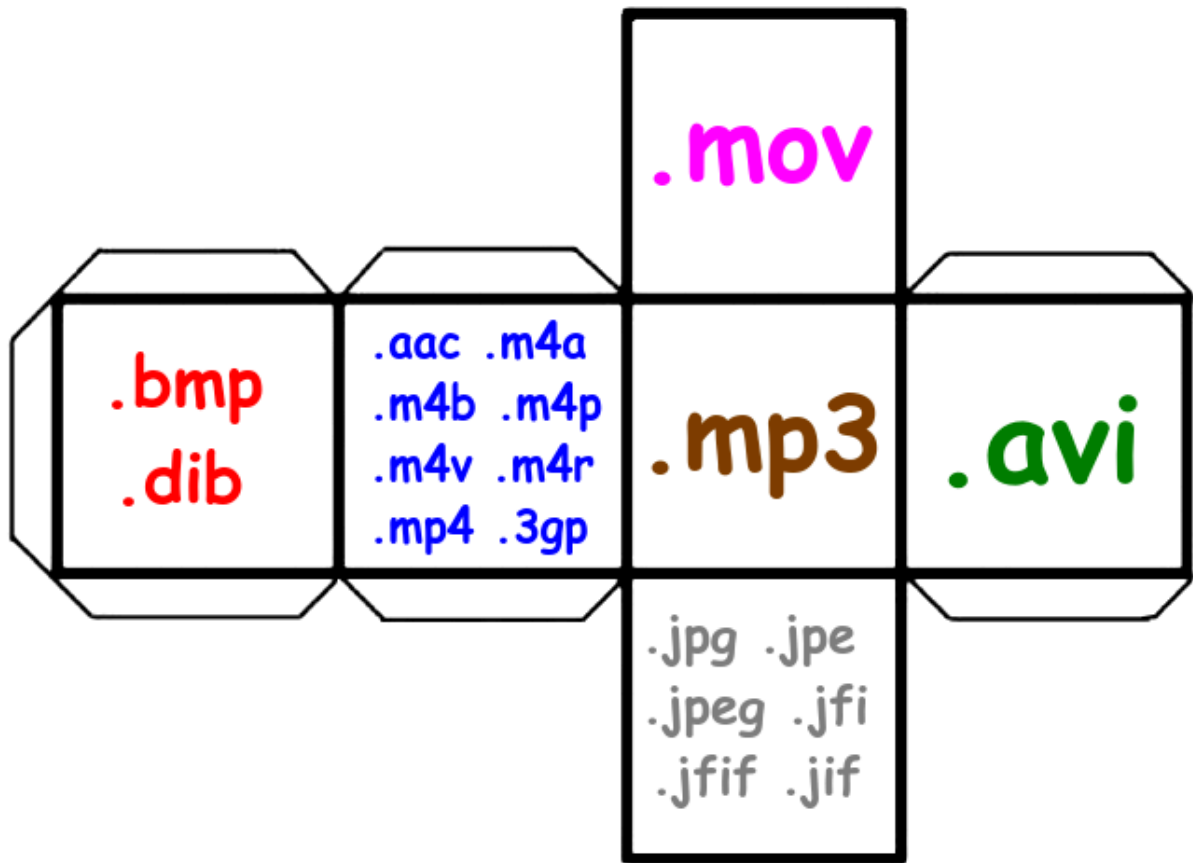 .mov
.bmp
.dib
.aac .m4a
.m4b .m4p
.m4v .m4r
.mp4 .3gp
.mp3
.avi
.jpg .jpe
.jpeg .jfi
.jfif .jif